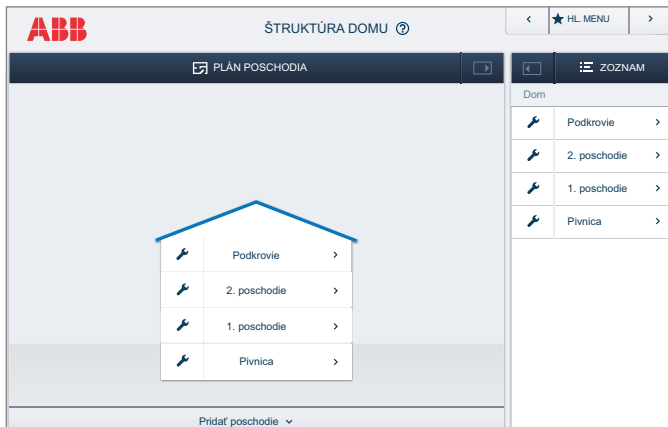 ABB
ŠTRUKTÚRA DOMU ?
HL. MENU
PLÁN POSCHODIA
ZOZNAM
Dom
Podkrovie
2. poschodie
1. poschodie
Pivnica
Podkrovie
2. poschodie
1. poschodie
Pivnica
Pridať poschodie